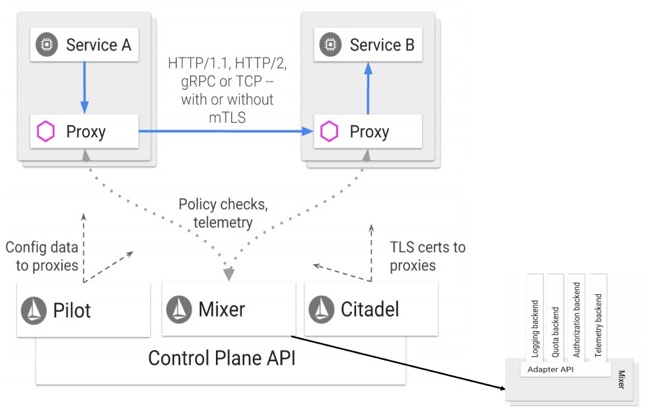 Service A
Service B
HTTP/1.1, HTTP/2,
gRPC or TCP --
with or without
mTLS
Proxy
Proxy
Policy checks,
telemetry
Config data
to proxies
TLS certs to
proxies
Pilot
Mixer
Citadel
Control Plane API
Logging backend
Quota backend
Authorization backend
Telemetry backend
Adapter API
Mixer